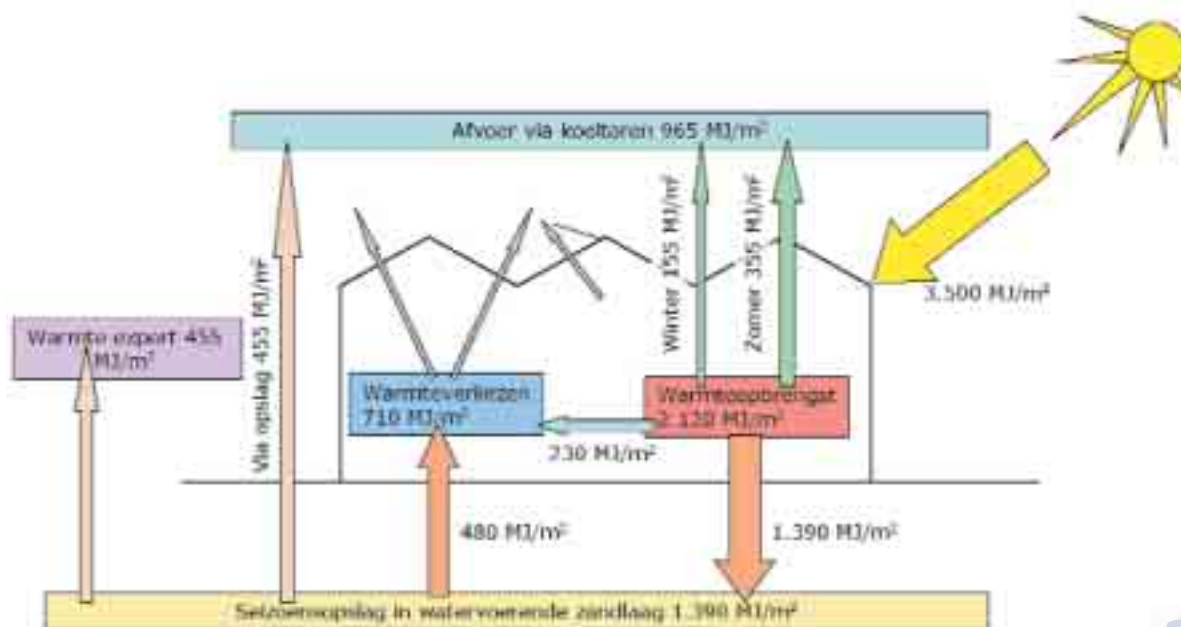 Afvoer via koeltoren 965 MJ/m²
Winter 155 MJ/m²
Zomer 355 MJ/m²
3.500 MJ/m²
Via opslag 455 MJ/m²
Warmte export 455
MJ/m²
Warmteverliezen
710 MJ/m²
Warmteopbrengst
2.130 MJ/m²
230 MJ/m²
480 MJ/m²
1.390 MJ/m²
Seizoensopslag in watervoerende zandlaag 1.390 MJ/m²